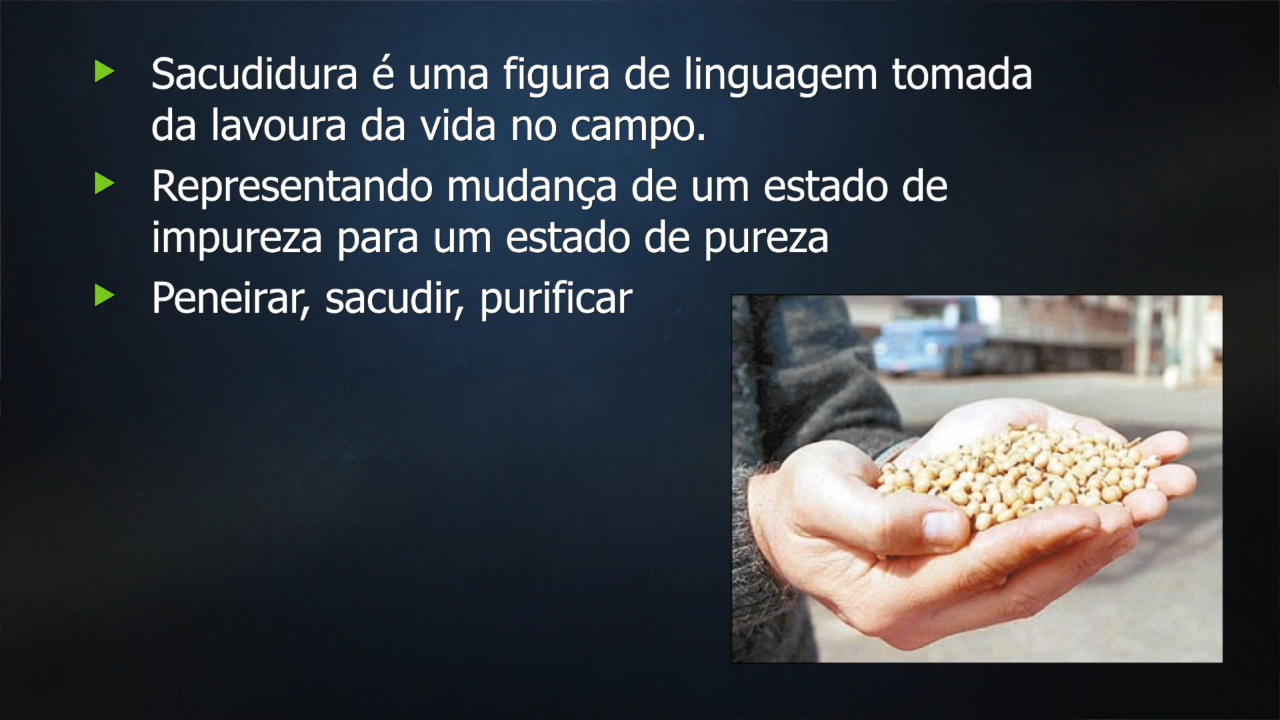 Sacudidura é uma figura de linguagem tomada
da lavoura da vida no campo.
Representando mudança de um estado de
impureza para um estado de pureza
Peneirar, sacudir, purificar